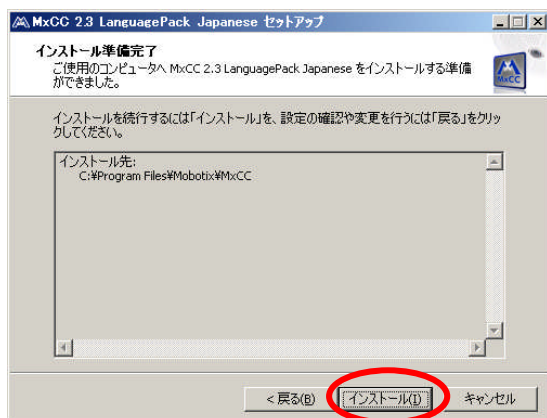 MxCC 2.3 LanguagePack Japanese セットアップ
インストール準備完了
ご使用のコンピュータへ MxCC 2.3 LanguagePack Japanese をインストールする準備
ができました。
MxCC
インストールを続行するには「インストール」を、設定の確認や変更を行うには「戻る」をクリッ
クしてください。
インストール先:
C:¥Program Files¥Mobotix¥MxCC
< 戻る(B)
インストール(I)
キャンセル